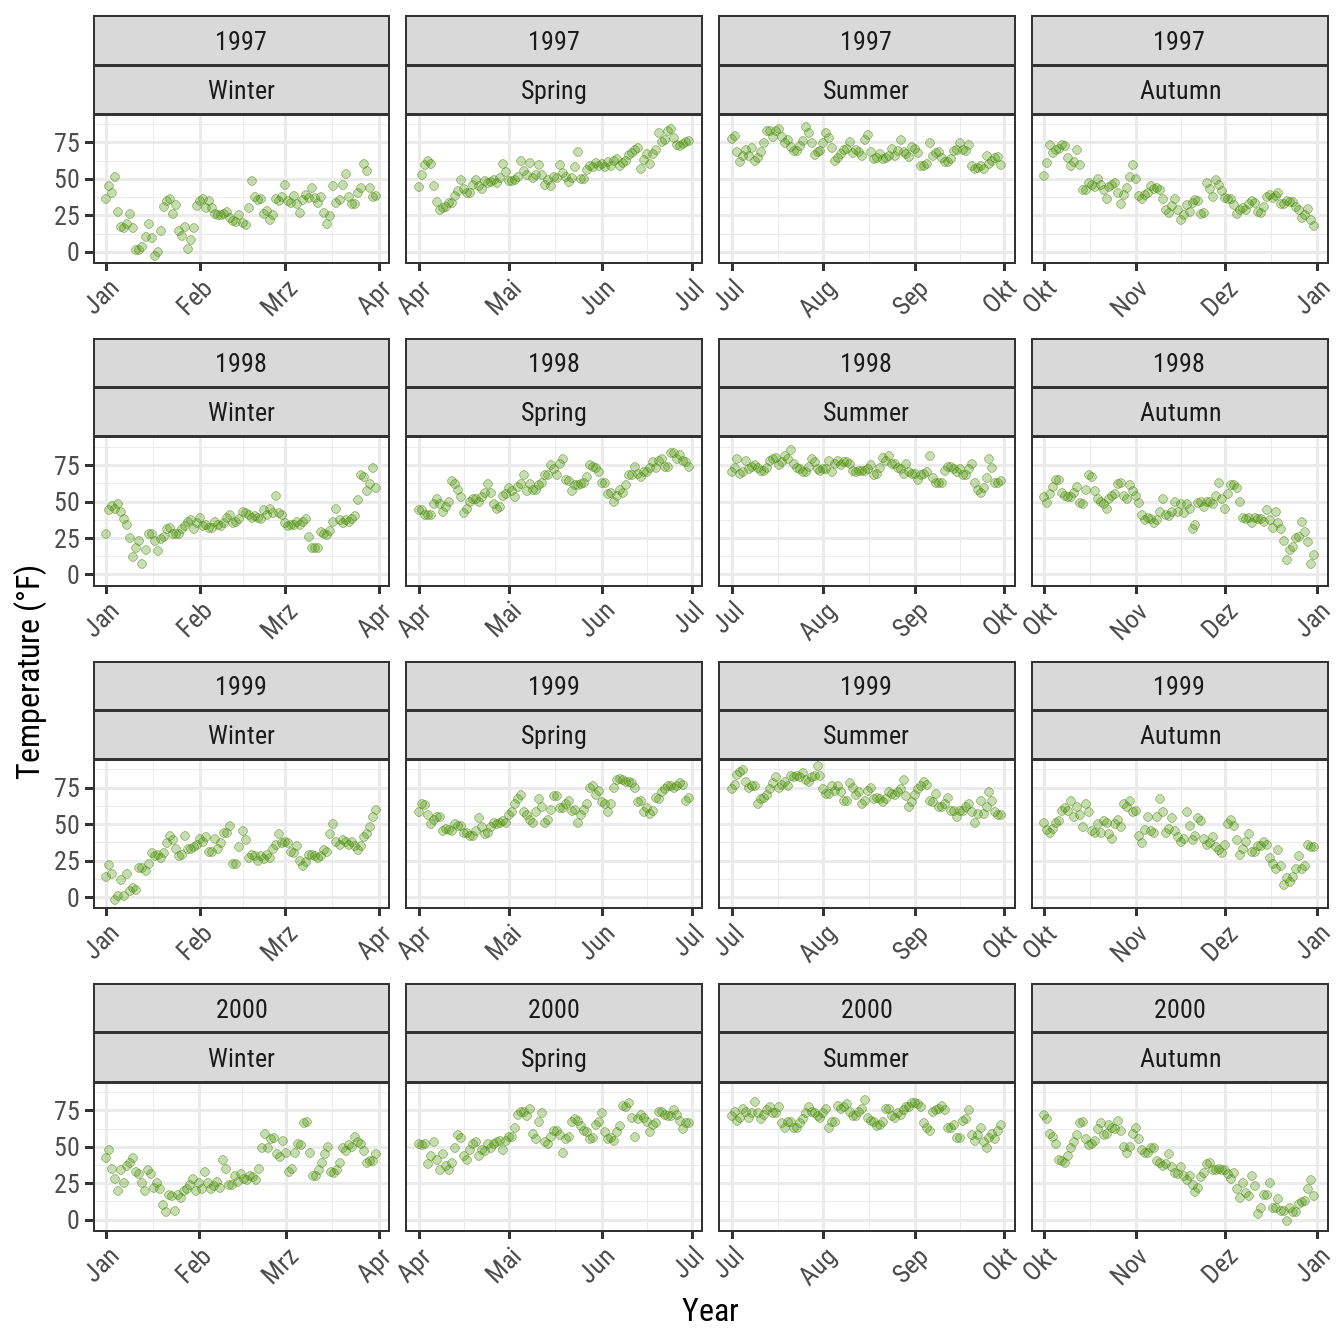 1997 1997 1997 1997
Winter Spring Summer Autumn
75
50
25
0
Jan Feb Mrz Apr Apr Mai Jun Jul Jul Aug Sep Okt Okt Nov Dez Jan
1998 1998 1998 1998
Winter Spring Summer Autumn
75
50
25
0
Jan Feb Mrz Apr Apr Mai Jun Jul Jul Aug Sep Okt Okt Nov Dez Jan
Temperature (°F)
1999 1999 1999 1999
Winter Spring Summer Autumn
75
50
25
0
Jan Feb Mrz Apr Apr Mai Jun Jul Jul Aug Sep Okt Okt Nov Dez Jan
2000 2000 2000 2000
Winter Spring Summer Autumn
75
50
25
0
Jan Feb Mrz Apr Apr Mai Jun Jul Jul Aug Sep Okt Okt Nov Dez Jan
Year